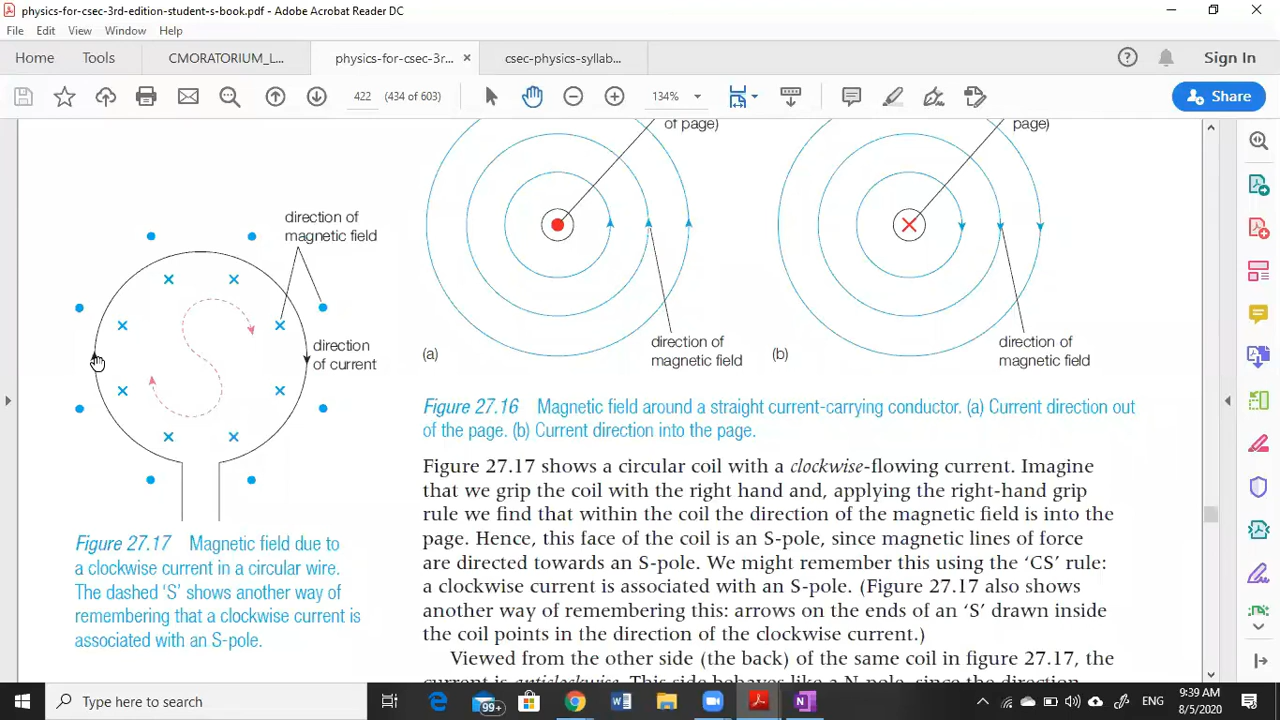 physics-for-csec-3rd-edition-student-s-book.pdf - Adobe Acrobat Reader DC
File Edit View Window Help
Home Tools CMORATORIUM_L... physics-for-csec-3r... × csec-physics-syllab... Sign In
422 (434 of 603) 134% Share
of page)
page)
direction of
magnetic field
direction
of current
direction of
magnetic field
direction of
magnetic field
(a)
(b)
Figure 27.16 Magnetic field around a straight current-carrying conductor. (a) Current direction out
of the page. (b) Current direction into the page.
Figure 27.17 shows a circular coil with a clockwise-flowing current. Imagine
that we grip the coil with the right hand and, applying the right-hand grip
rule we find that within the coil the direction of the magnetic field is into the
page. Hence, this face of the coil is an S-pole, since magnetic lines of force
are directed towards an S-pole. We might remember this using the ‘CS’ rule:
a clockwise current is associated with an S-pole. (Figure 27.17 also shows
another way of remembering this: arrows on the ends of an ‘S’ drawn inside
the coil points in the direction of the clockwise current.)
Viewed from the other side (the back) of the same coil in figure 27.17, the
current is anticlockwise. This side behaves like a N-pole, since the direction
Figure 27.17 Magnetic field due to
a clockwise current in a circular wire.
The dashed ‘S’ shows another way of
remembering that a clockwise current is
associated with an S-pole.
Type here to search
99+
ENG
9:39 AM
8/5/2020